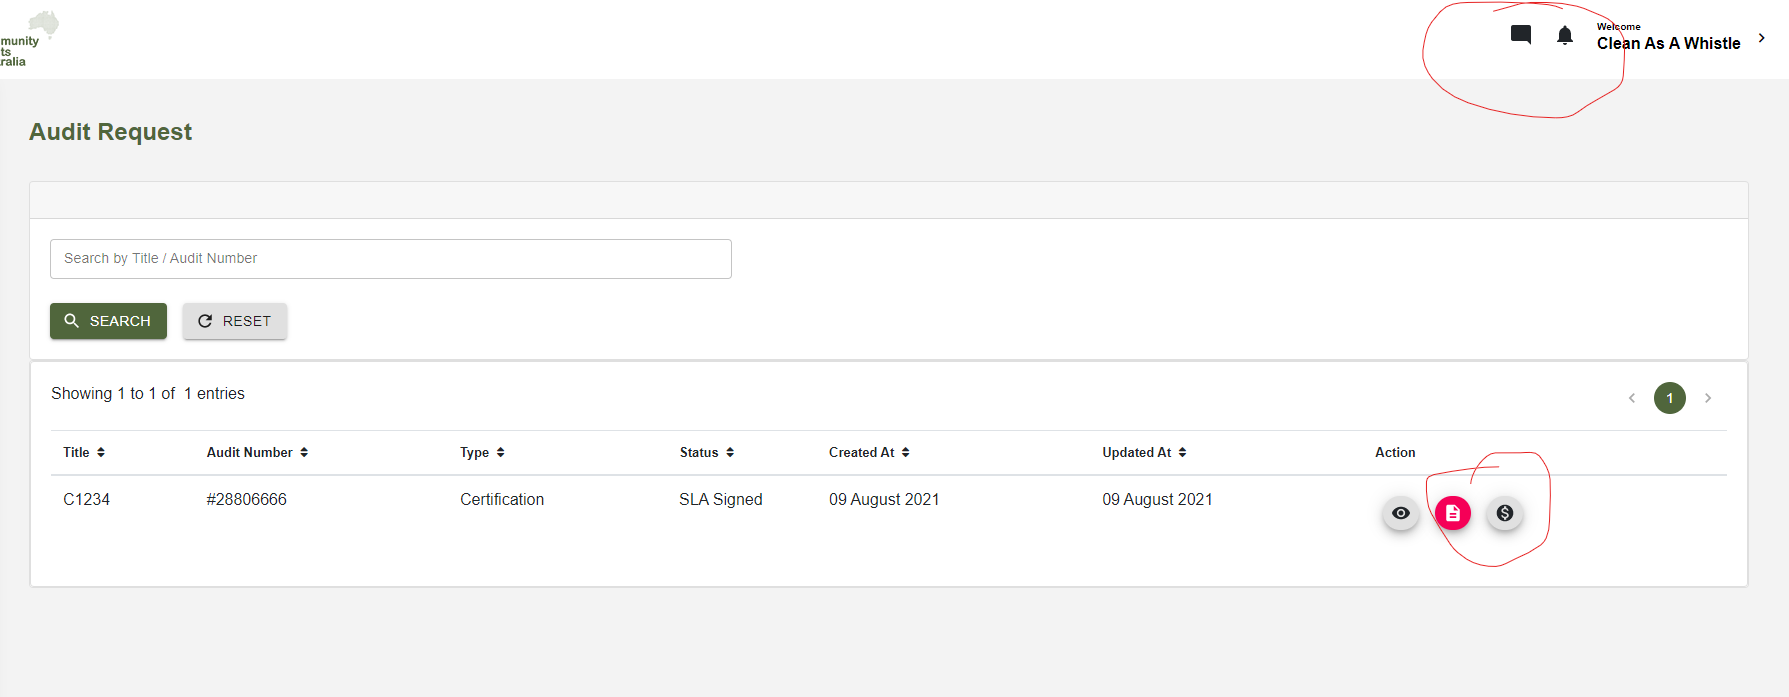 munity
ts
ralia
Welcome
Clean As A Whistle
Audit Request
Search by Title / Audit Number
SEARCH
RESET
Showing 1 to 1 of 1 entries
1
Title
Audit Number
Type
Status
Created At
Updated At
Action
C1234
#28806666
Certification
SLA Signed
09 August 2021
09 August 2021